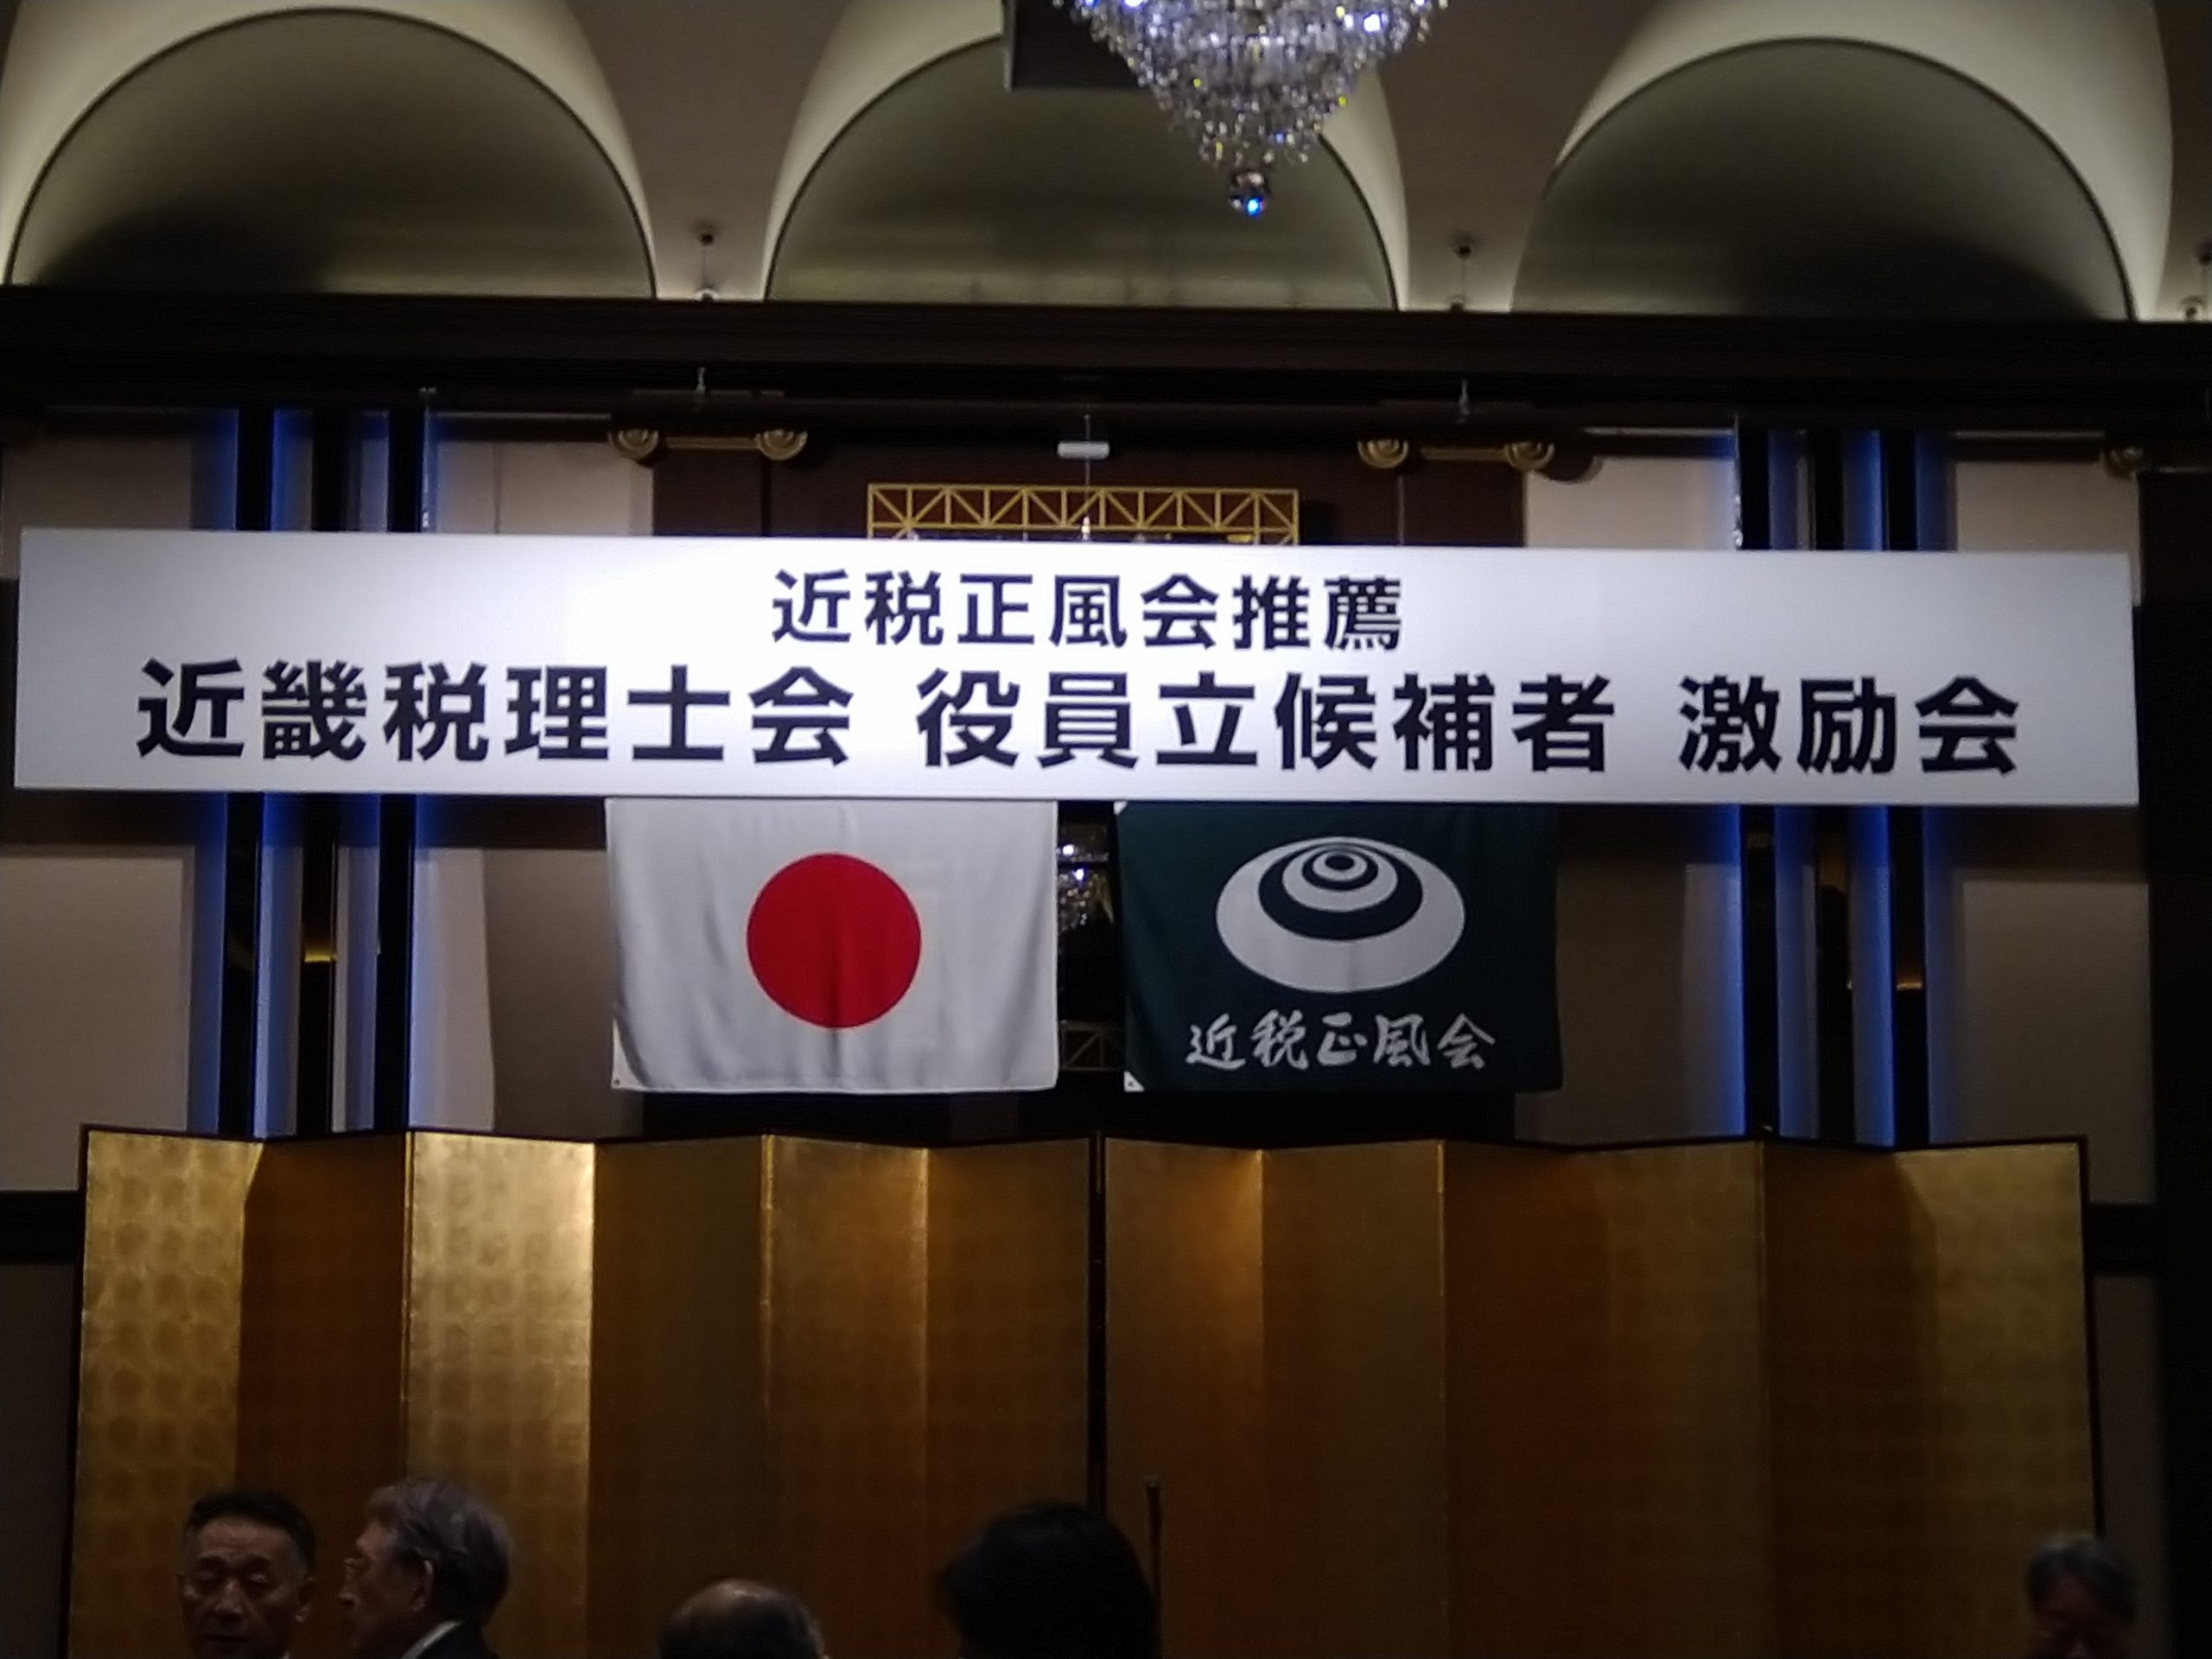 近税正風会推薦
近畿税理士会 役員立候補者 激励会
近税正風会